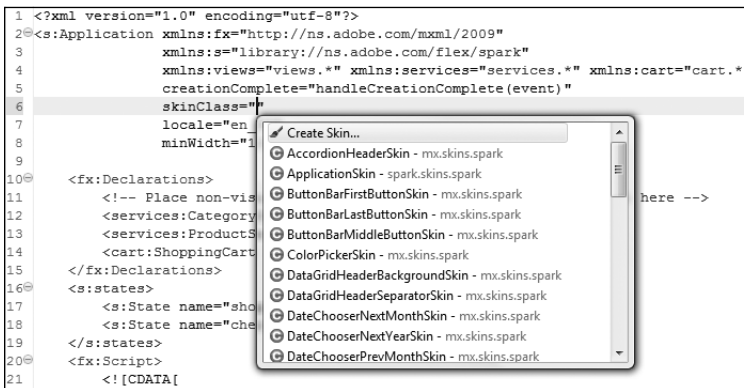 1 <?xml version="1.0" encoding="utf-8"?>
2 <s:Application xmlns:fx="http://ns.adobe.com/mxml/2009"
3 xmlns:s="library://ns.adobe.com/flex/spark"
4 xmlns:views="views.*" xmlns:services="services.*" xmlns:cart="cart.*
5 creationComplete="handleCreationComplete(event)"
6 skinClass=""
7 locale="en_
8 minWidth="1
9
10 <fx:Declarations>
11 <!-- Place non-vis here -->
12 <services:Category
13 <services:ProductS
14 <cart:ShoppingCart
15 </fx:Declarations>
16 <s:states>
17 <s:State name="sho
18 <s:State name="che
19 </s:states>
20 <fx:Script>
21 <![CDATA[
Create Skin...
AccordionHeaderSkin - mx.skins.spark
ApplicationSkin - spark.skins.spark
ButtonBarFirstButtonSkin - mx.skins.spark
ButtonBarLastButtonSkin - mx.skins.spark
ButtonBarMiddleButtonSkin - mx.skins.spark
ColorPickerSkin - mx.skins.spark
DataGridHeaderBackgroundSkin - mx.skins.spark
DataGridHeaderSeparatorSkin - mx.skins.spark
DateChooserNextMonthSkin - mx.skins.spark
DateChooserNextYearSkin - mx.skins.spark
DateChooserPrevMonthSkin - mx.skins.spark